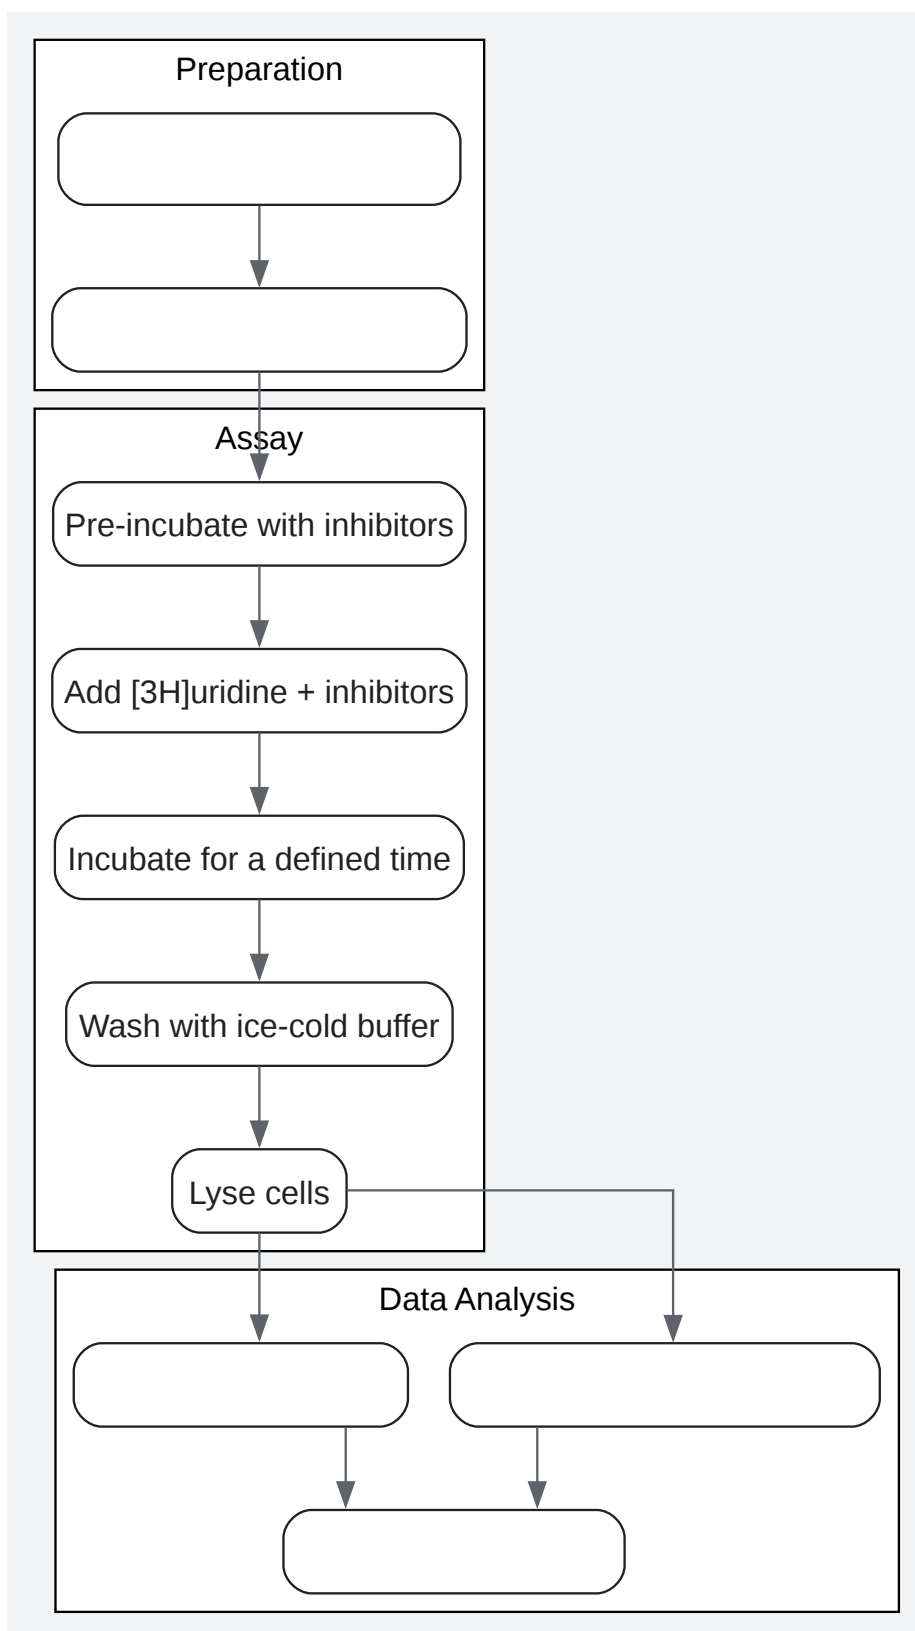 Preparation
Assay
Pre-incubate with inhibitors
Add [3H]uridine + inhibitors
Incubate for a defined time
Wash with ice-cold buffer
Lyse cells
Data Analysis